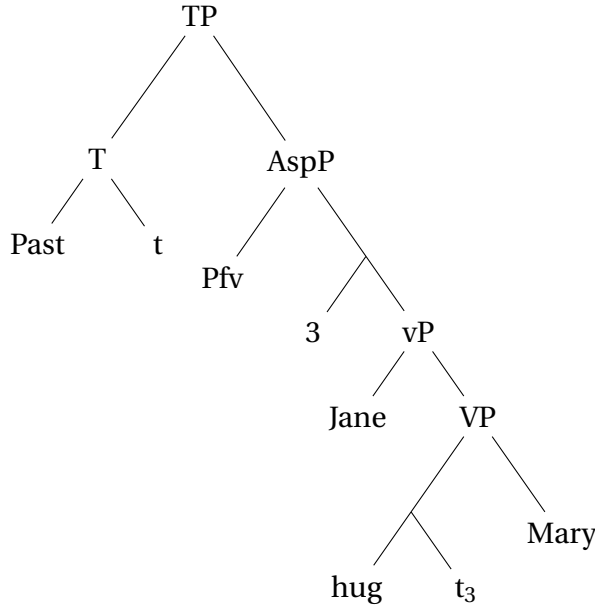 TP
T AspP
Past t
Pfv
3 vP
Jane VP
Mary
hug t₃